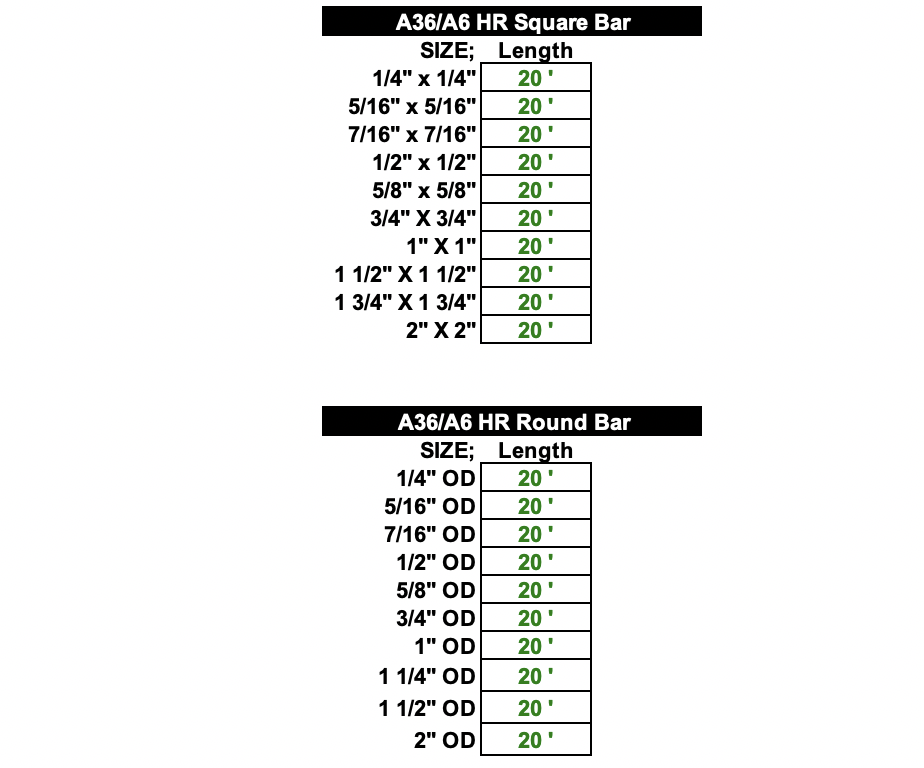 A36/A6 HR Square Bar
SIZE; Length
1/4" x 1/4" 20 '
5/16" x 5/16" 20 '
7/16" x 7/16" 20 '
1/2" x 1/2" 20 '
5/8" x 5/8" 20 '
3/4" X 3/4" 20 '
1" X 1" 20 '
1 1/2" X 1 1/2" 20 '
1 3/4" X 1 3/4" 20 '
2" X 2" 20 '
A36/A6 HR Round Bar
SIZE; Length
1/4" OD 20 '
5/16" OD 20 '
7/16" OD 20 '
1/2" OD 20 '
5/8" OD 20 '
3/4" OD 20 '
1" OD 20 '
1 1/4" OD 20 '
1 1/2" OD 20 '
2" OD 20 '